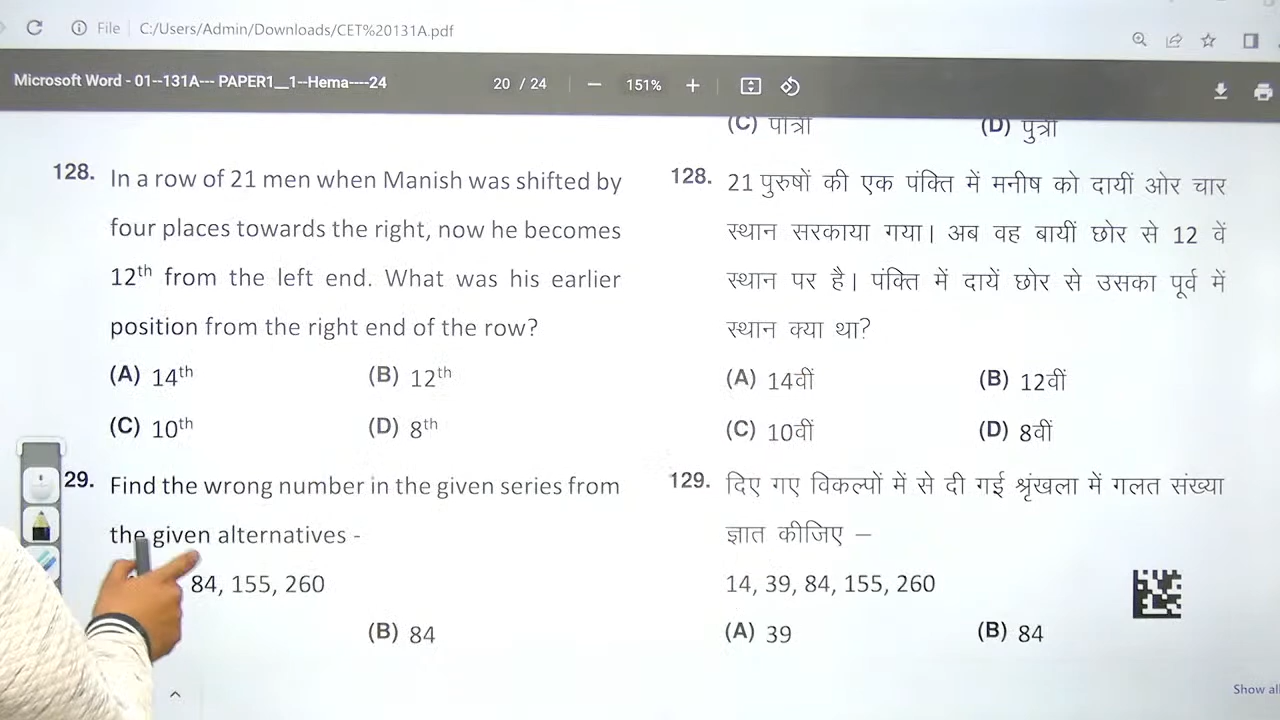 File C:/Users/Admin/Downloads/CET%20131A.pdf
Microsoft Word - 01--131A--- PAPER1__1--Hema----24 20 / 24 151%
(C) पौत्री (D) पुत्री
128. In a row of 21 men when Manish was shifted by
four places towards the right, now he becomes
12th from the left end. What was his earlier
position from the right end of the row?
(A) 14th (B) 12th
(C) 10th (D) 8th
29. Find the wrong number in the given series from
the given alternatives -
84, 155, 260
(B) 84
128. 21 पुरुषों की एक पंक्ति में मनीष को दायीं ओर चार
स्थान सरकाया गया। अब वह बायीं छोर से 12 वें
स्थान पर है। पंक्ति में दायें छोर से उसका पूर्व में
स्थान क्या था?
(A) 14वीं (B) 12वीं
(C) 10वीं (D) 8वीं
129. दिए गए विकल्पों में से दी गई श्रृंखला में गलत संख्या
ज्ञात कीजिए –
14, 39, 84, 155, 260
(A) 39 (B) 84
Show all